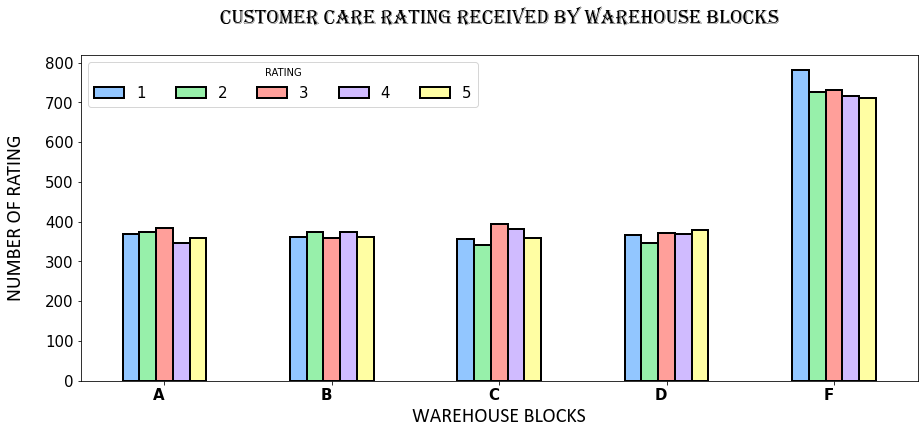 CUSTOMER CARE RATING RECEIVED BY WAREHOUSE BLOCKS
RATING
1 2 3 4 5
NUMBER OF RATING
800
700
600
500
400
300
200
100
0
A B C D F
WAREHOUSE BLOCKS